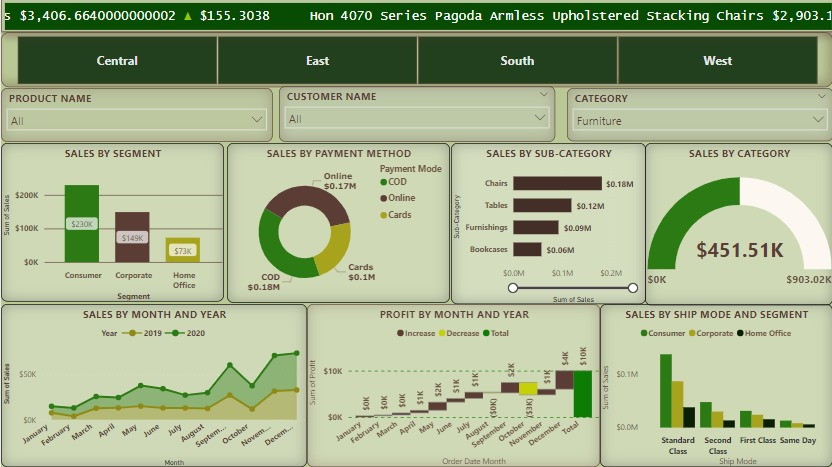 s $3,406.6640000000002 ▲ $155.3038 Hon 4070 Series Pagoda Armless Upholstered Stacking Chairs $2,903.1
Central East South West
PRODUCT NAME CUSTOMER NAME CATEGORY
All All Furniture
SALES BY SEGMENT
Sum of Sales
$200K
$100K
$0K
$230K
$149K
$73K
Consumer Corporate Home
Office
Segment
SALES BY PAYMENT METHOD
Online
$0.17M
Cards
$0.1M
COD
$0.18M
Payment Mode
COD
Online
Cards
SALES BY SUB-CATEGORY
Sub-Category
Chairs $0.18M
Tables $0.12M
Furnishings $0.09M
Bookcases $0.06M
$0.0M $0.1M $0.2M
Sum of Sales
SALES BY CATEGORY
$451.51K
$0K $903.02K
SALES BY MONTH AND YEAR
Year 2019 2020
Sum of Sales
$50K
$0K
January February March April May June July August Septem... October Novem... Decem...
Month
PROFIT BY MONTH AND YEAR
Increase Decrease Total
Sum of Profit
$10K
$0K
$0K $0K $0K $1K $2K $1K $1K ($0K) $2K ($3K) $1K $4K $10K
January February March April May June July August September October November December Total
Order Date Month
SALES BY SHIP MODE AND SEGMENT
Consumer Corporate Home Office
Sum of Sales
$0.1M
$0.0M
Standard Second First Class Same Day
Class Class
Ship Mode